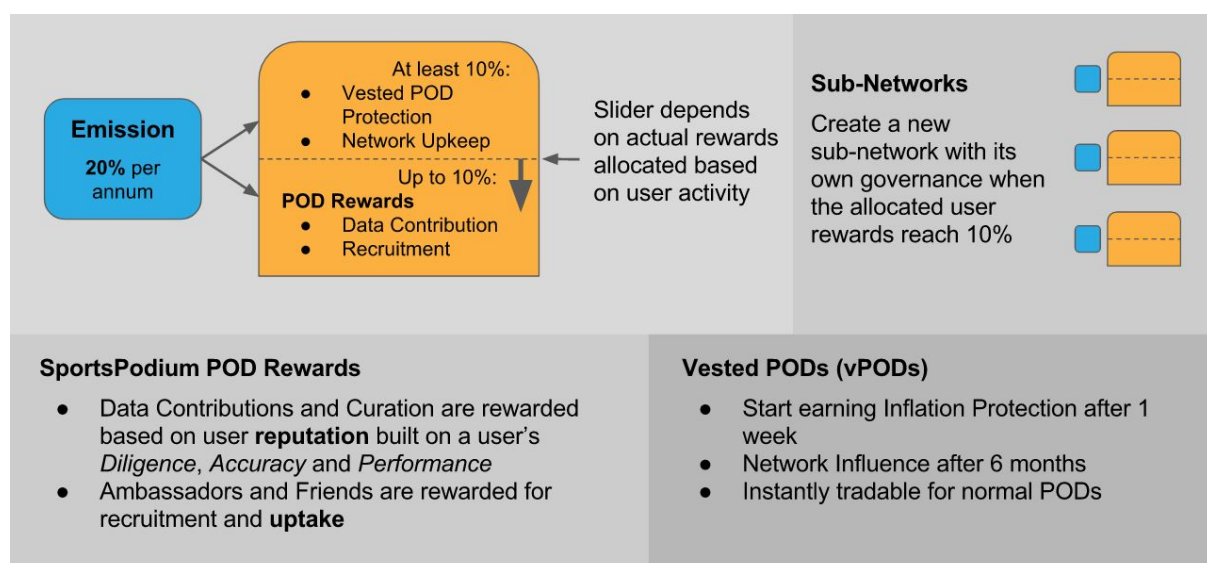 Emission
20% per
annum
At least 10%:
● Vested POD
Protection
● Network Upkeep
Up to 10%:
POD Rewards
● Data Contribution
● Recruitment
Slider depends
on actual rewards
allocated based
on user activity
Sub-Networks
Create a new
sub-network with its
own governance when
the allocated user
rewards reach 10%
SportsPodium POD Rewards
● Data Contributions and Curation are rewarded
based on user reputation built on a user’s
Diligence, Accuracy and Performance
● Ambassadors and Friends are rewarded for
recruitment and uptake
Vested PODs (vPODs)
● Start earning Inflation Protection after 1
week
● Network Influence after 6 months
● Instantly tradable for normal PODs